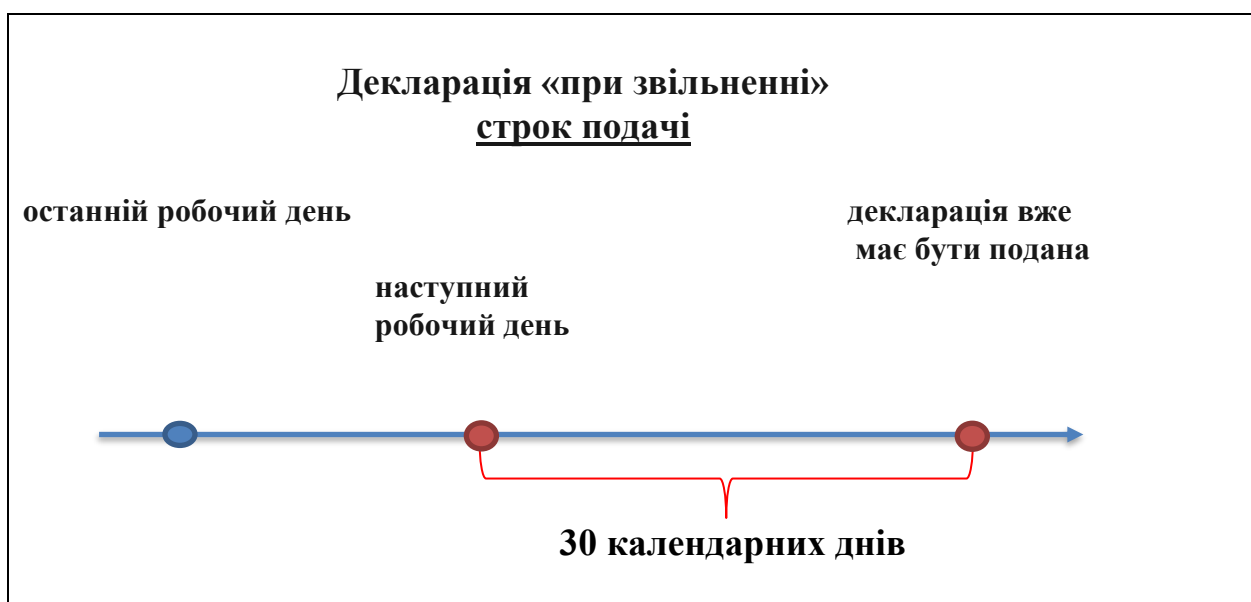 Декларація «при звільненні»
строк подачі
останній робочий день
декларація вже
має бути подана
наступний
робочий день
30 календарних днів